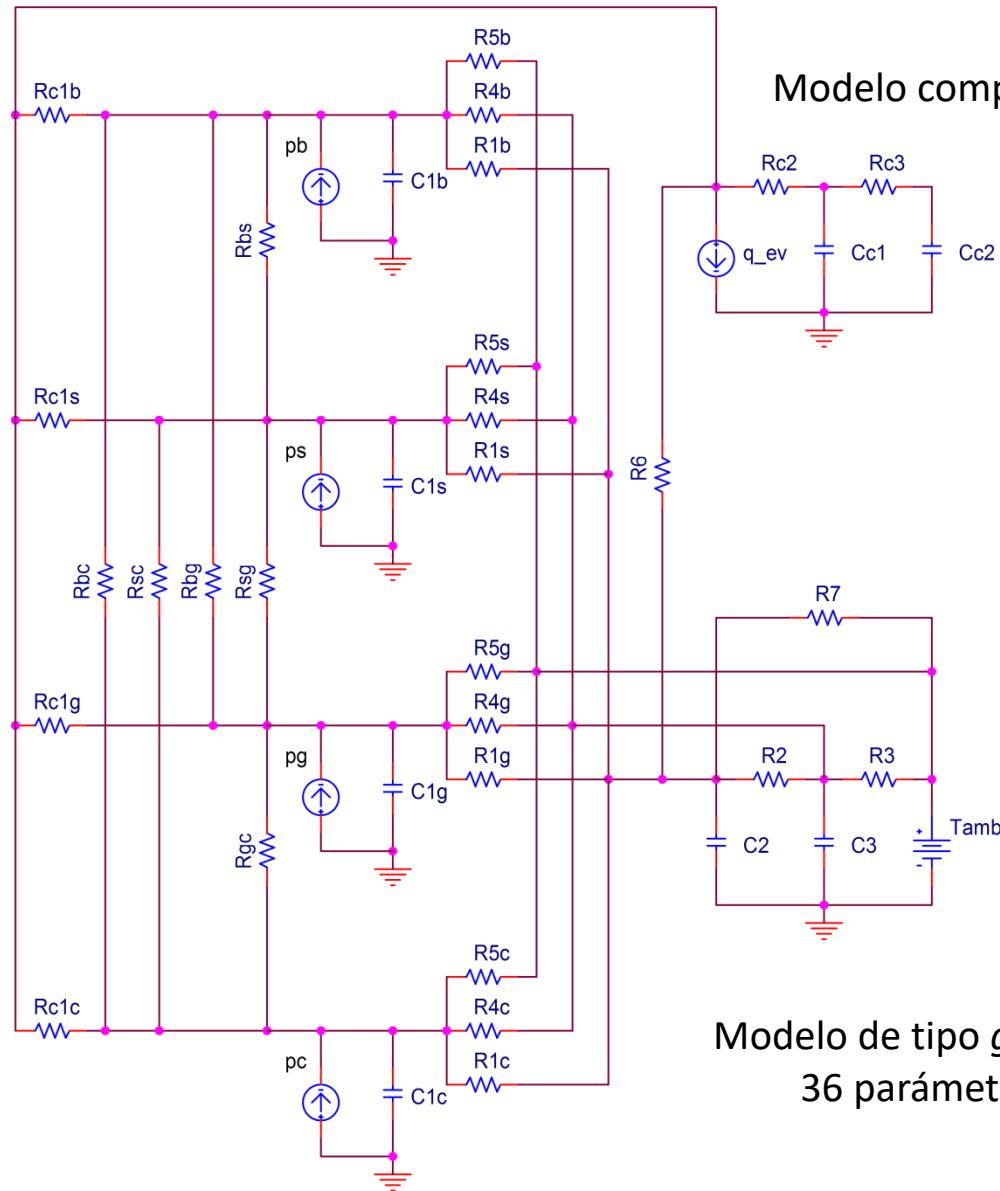 R5b
Rc1b
R4b
Modelo comp
pb
R1b
C1b
Rc2
Rc3
Rbs
q_ev
Cc1
Cc2
R5s
Rc1s
R4s
ps
R1s
C1s
R6
Rbc
Rsc
Rbg
Rsg
R7
R5g
Rc1g
R4g
pg
R1g
R2
R3
C1g
Tamb
C2
C3
Rgc
R5c
Rc1c
R4c
Modelo de tipo g
pc
R1c
36 parámet
C1c